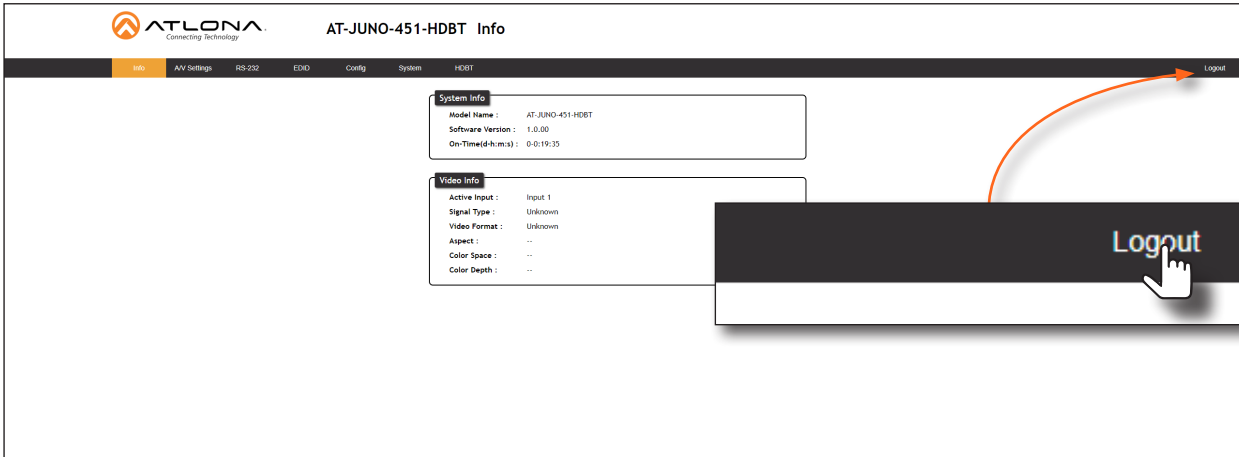 ATLONA.
Connecting Technology
AT-JUNO-451-HDBT Info
Info A/V Settings RS-232 EDID Config System HDBT Logout
System Info
Model Name : AT-JUNO-451-HDBT
Software Version : 1.0.00
On-Time(d-h:m:s) : 0-0:19:35
Video Info
Active Input : Input 1
Signal Type : Unknown
Video Format : Unknown
Aspect : --
Color Space : --
Color Depth : --
Logout